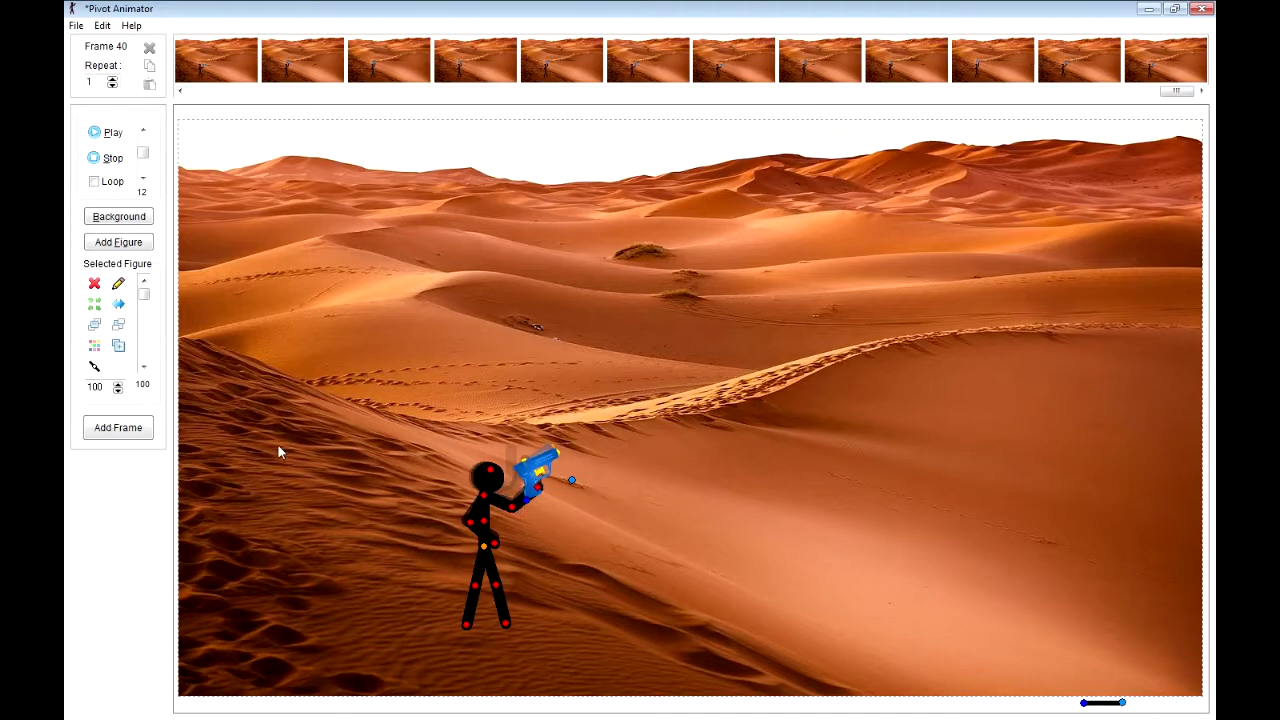 *Pivot Animator
File Edit Help
Frame 40
Repeat:
1
Play
Stop
Loop
12
Background
Add Figure
Selected Figure
100
100
Add Frame